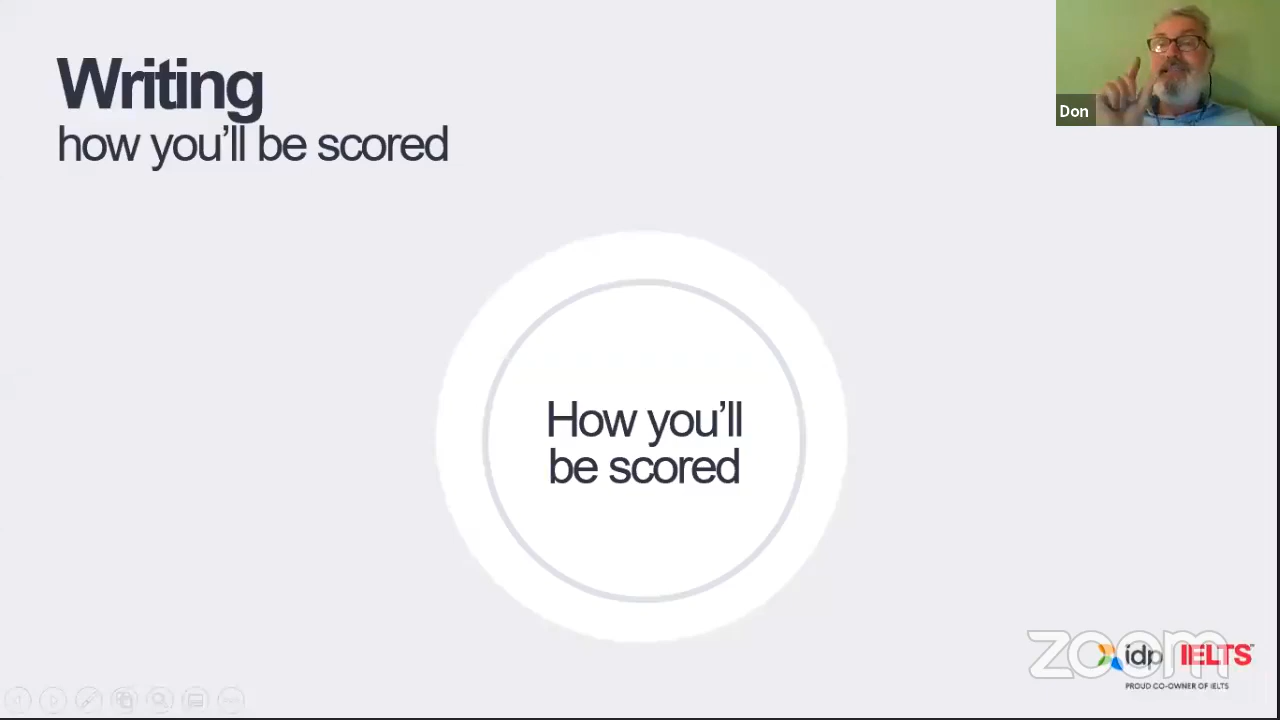 Writing
how you'll be scored
Don
How you'll
be scored
zoom
idp IELTS
PROUD CO-OWNER OF IELTS